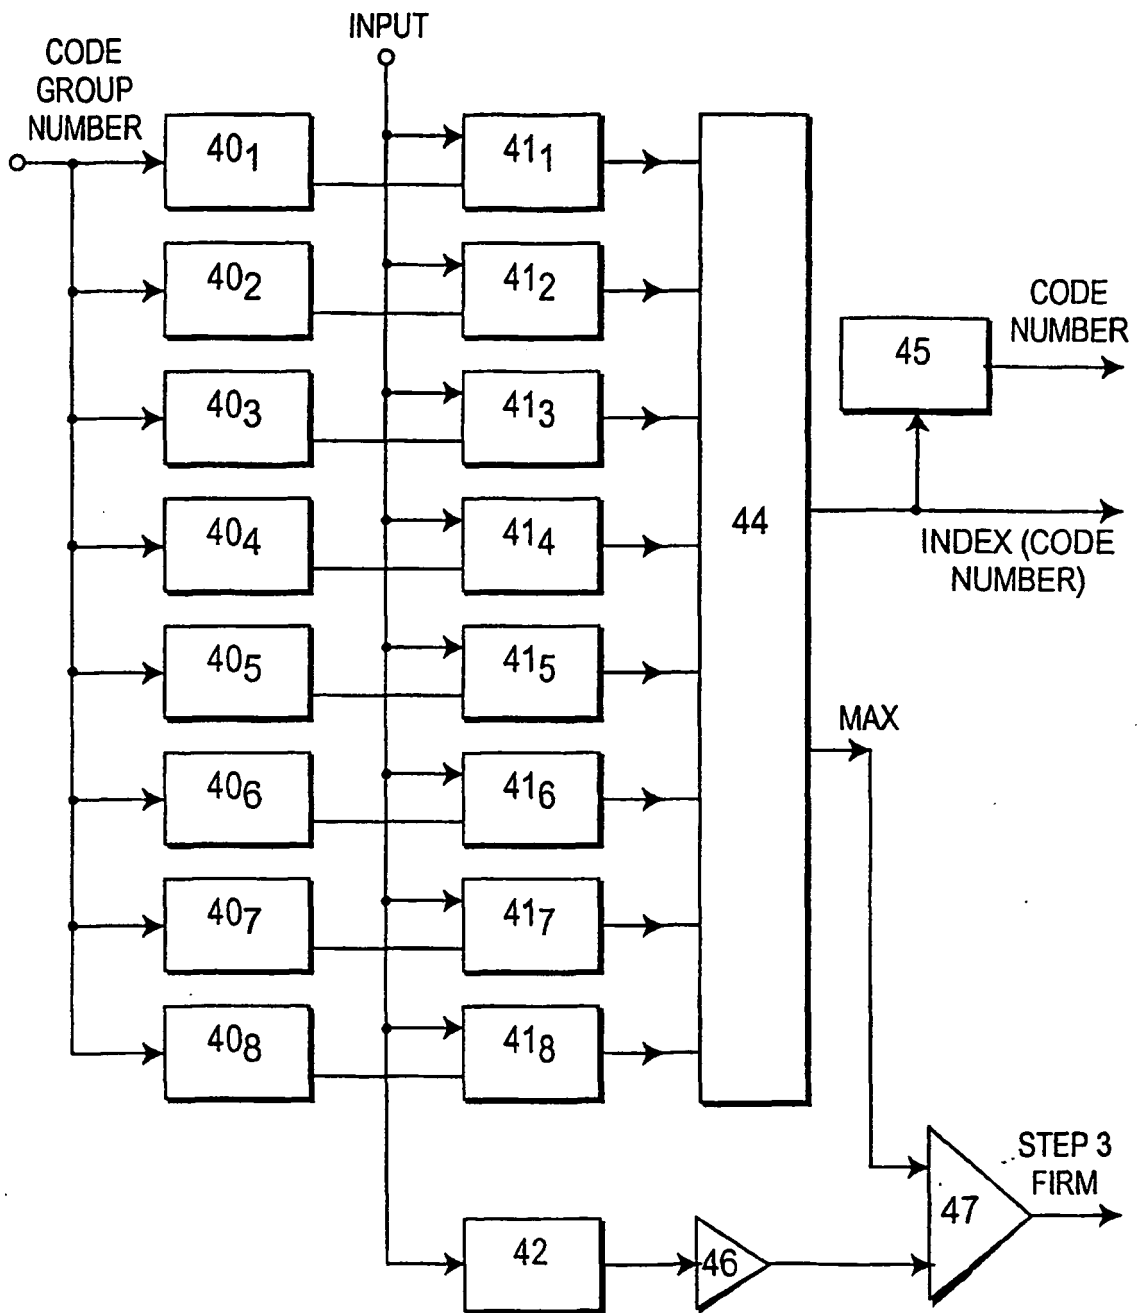 INPUT
CODE
GROUP
NUMBER
40₁
41₁
40₂
41₂
40₃
41₃
40₄
41₄
40₅
41₅
40₆
41₆
40₇
41₇
40₈
41₈
44
45
CODE
NUMBER
INDEX (CODE
NUMBER)
MAX
42
46
47
STEP 3
FIRM